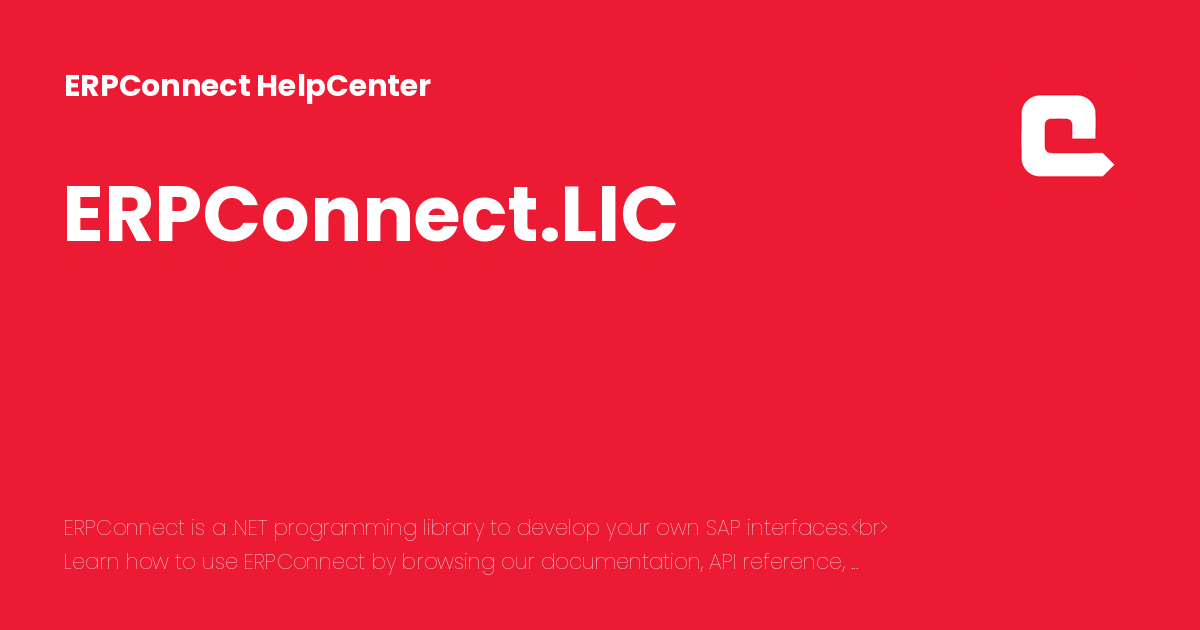 ERPConnect HelpCenter
ERPConnect.LIC
ERPConnect is a .NET programming library to develop your own SAP interfaces.<br>
Learn how to use ERPConnect by browsing our documentation, API reference, ...